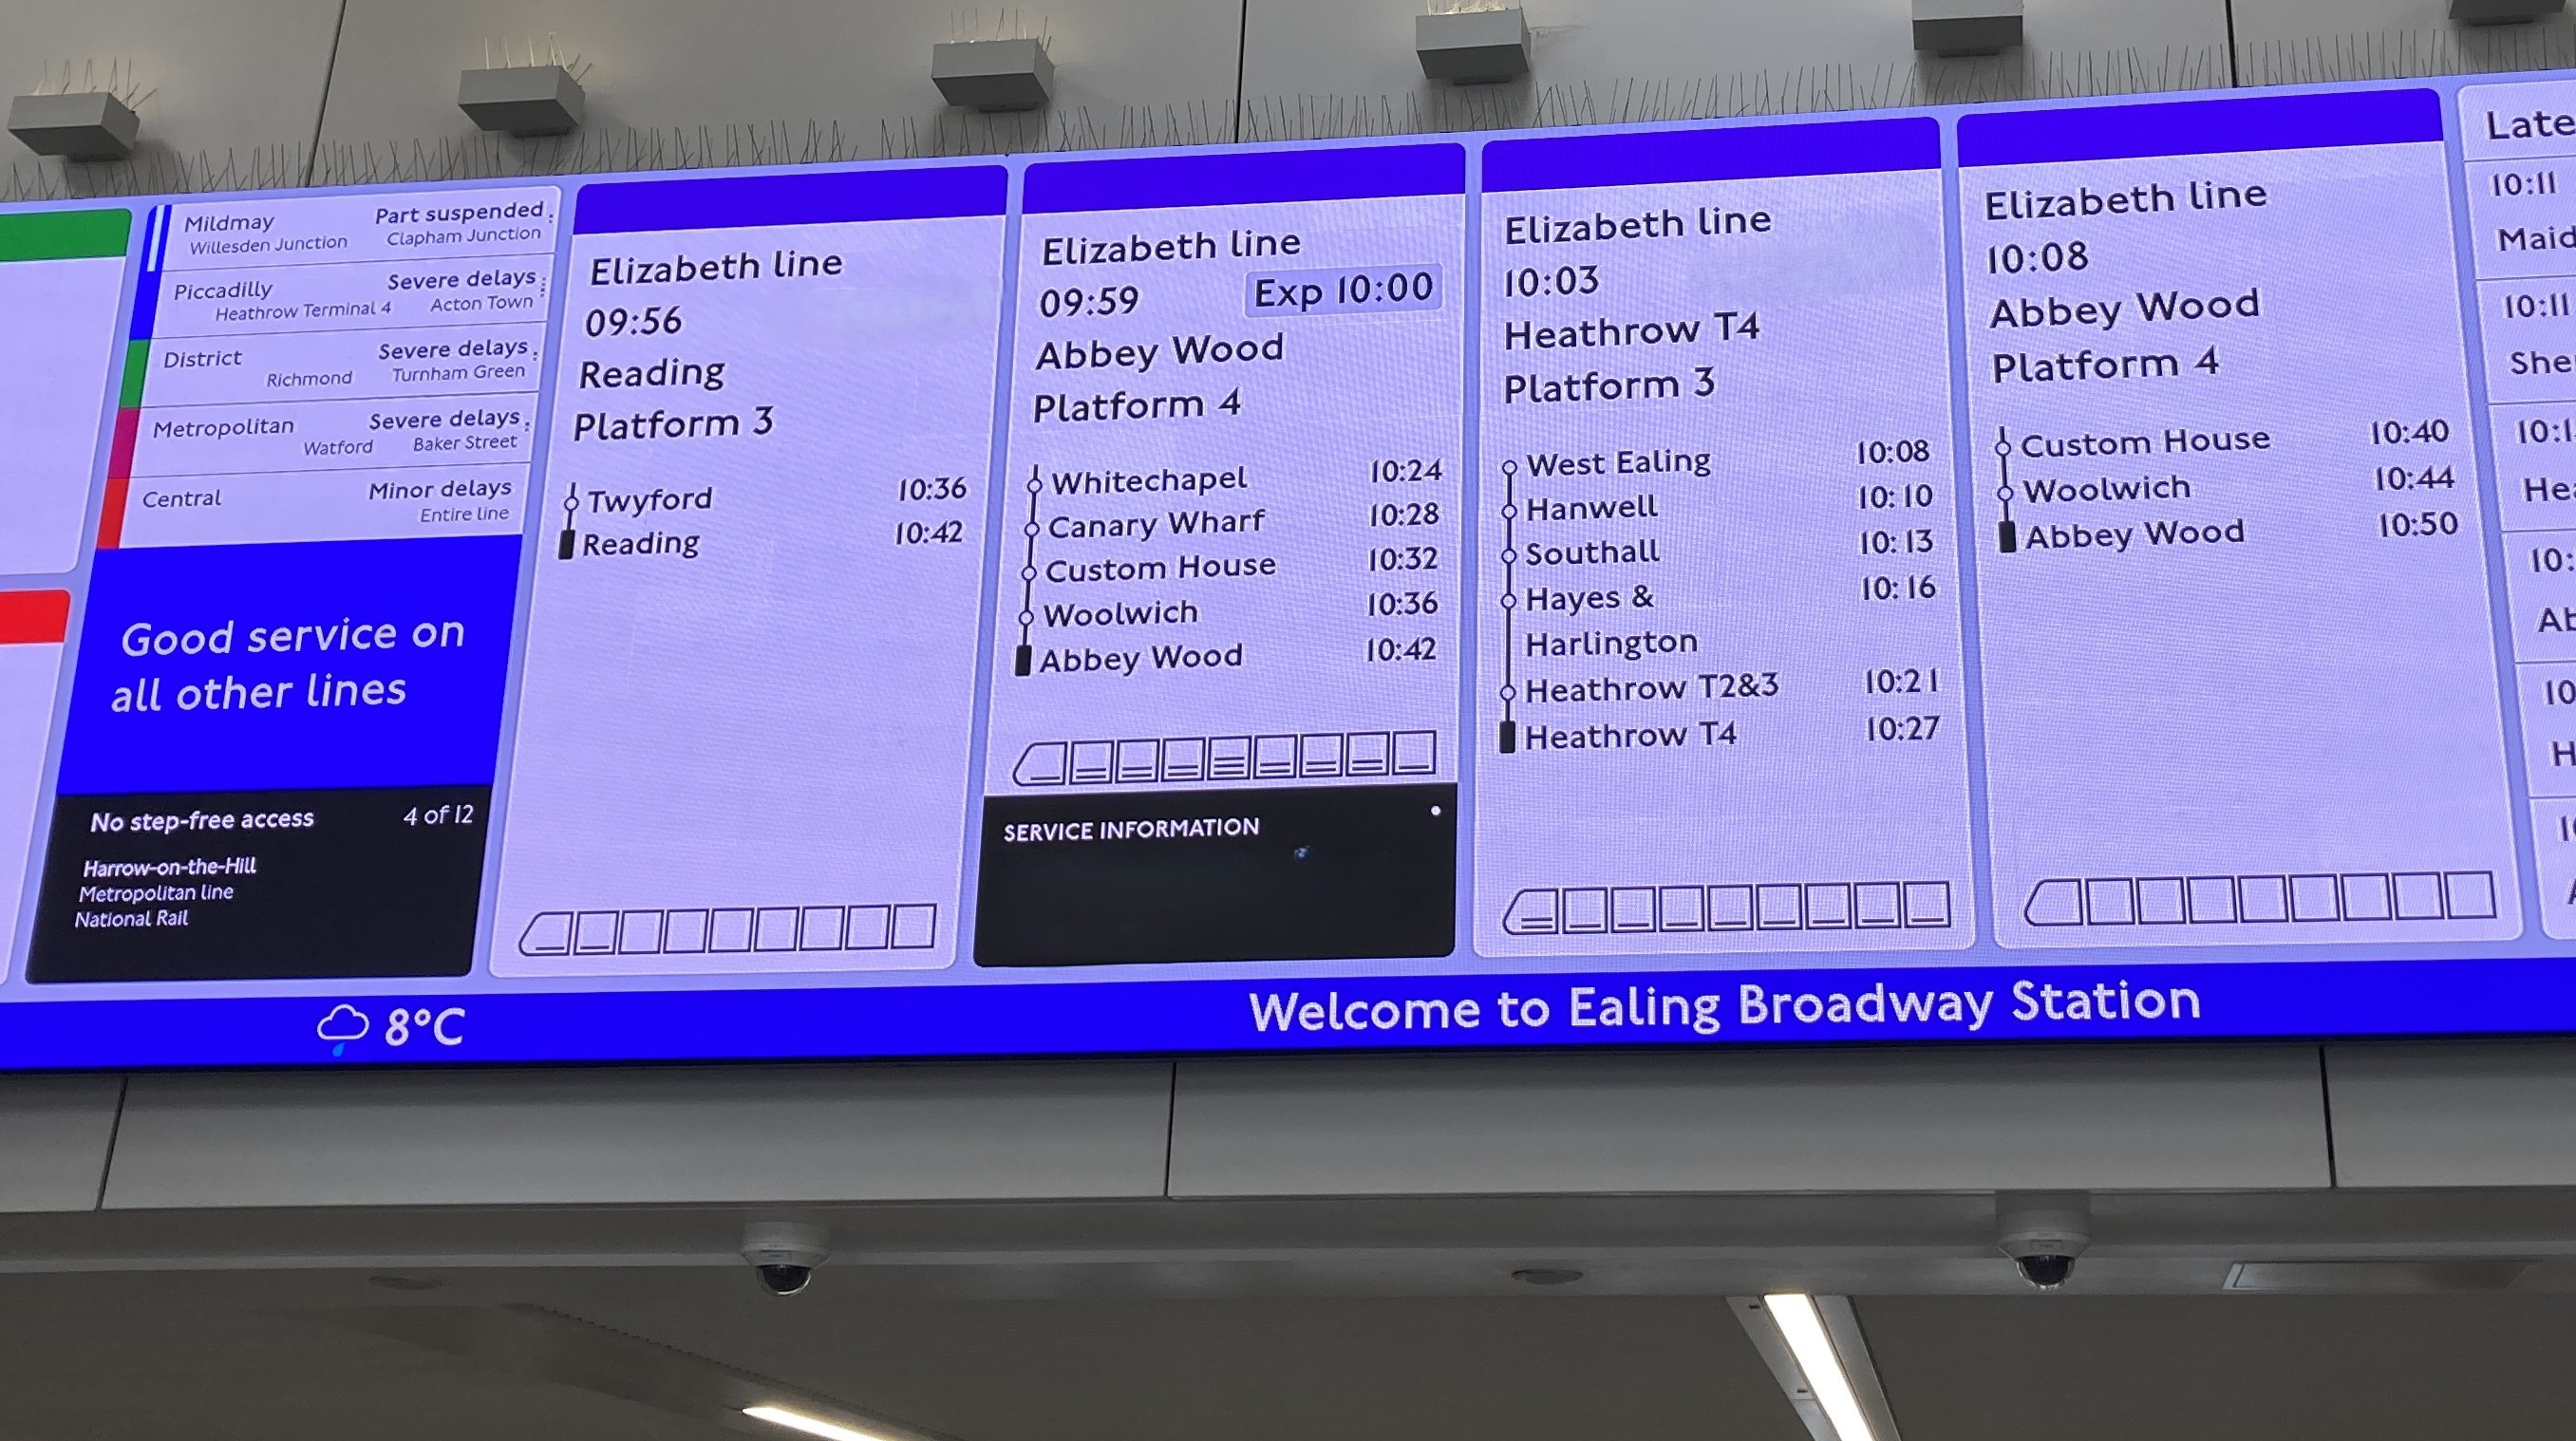 Mildmay Part suspended
Willesden Junction Clapham Junction
Piccadilly Severe delays
Heathrow Terminal 4 Acton Town
District Severe delays
Richmond Turnham Green
Metropolitan Severe delays
Watford Baker Street
Central Minor delays
Entire line
Good service on
all other lines
No step-free access 4 of 12
Harrow-on-the-Hill
Metropolitan line
National Rail
Elizabeth line
09:56
Reading
Platform 3
Twyford 10:36
Reading 10:42
Elizabeth line
09:59 Exp 10:00
Abbey Wood
Platform 4
Whitechapel 10:24
Canary Wharf 10:28
Custom House 10:32
Woolwich 10:36
Abbey Wood 10:42
SERVICE INFORMATION
Elizabeth line
10:03
Heathrow T4
Platform 3
West Ealing 10:08
Hanwell 10:10
Southall 10:13
Hayes & 10:16
Harlington
Heathrow T2&3 10:21
Heathrow T4 10:27
Elizabeth line
10:08
Abbey Wood
Platform 4
Custom House 10:40
Woolwich 10:44
Abbey Wood 10:50
Late
10:11
Maid
10:11
She
8°C
Welcome to Ealing Broadway Station